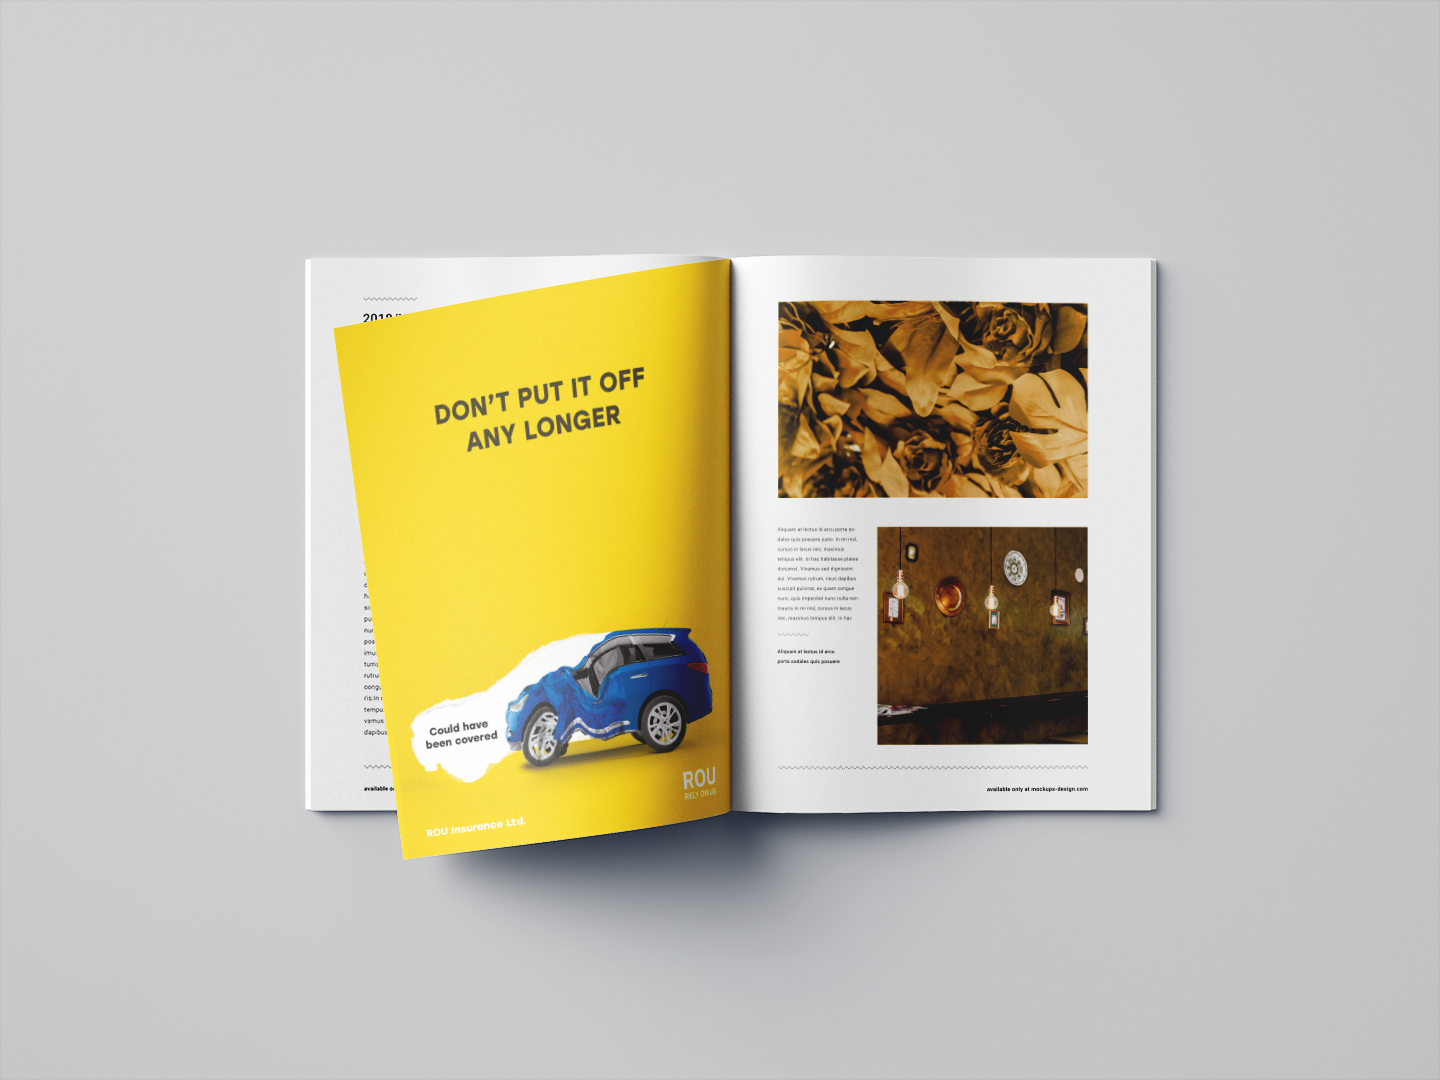 DON'T PUT IT OFF
ANY LONGER
Could have
been covered
ROU
RELY ON US
ROU Insurance Ltd.
Aliquam at lectus id arcu porta so-
dales quis posuere justo. In mi nisl,
cursus in lacus nec, maximus
tempus elit. In hac habitasse platea
dictumst. Vivamus sed dignissim
dui. Vivamus rutrum, risus dapibus
suscipit pulvinar, ex quam congue
nunc, quis imperdiet nunc nulla non
mauris.In mi nisl, cursus in lacus
nec, maximus tempus elit. In hac
Aliquam at lectus id arcu
porta sodales quis posuere
available only at mockups-design.com